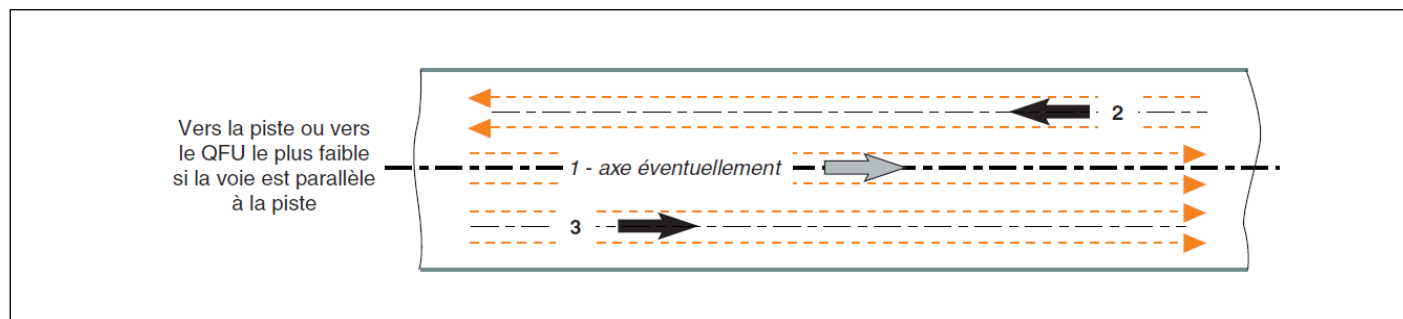 Vers la piste ou vers
le QFU le plus faible
si la voie est parallèle
à la piste
2
1 - axe éventuellement
3